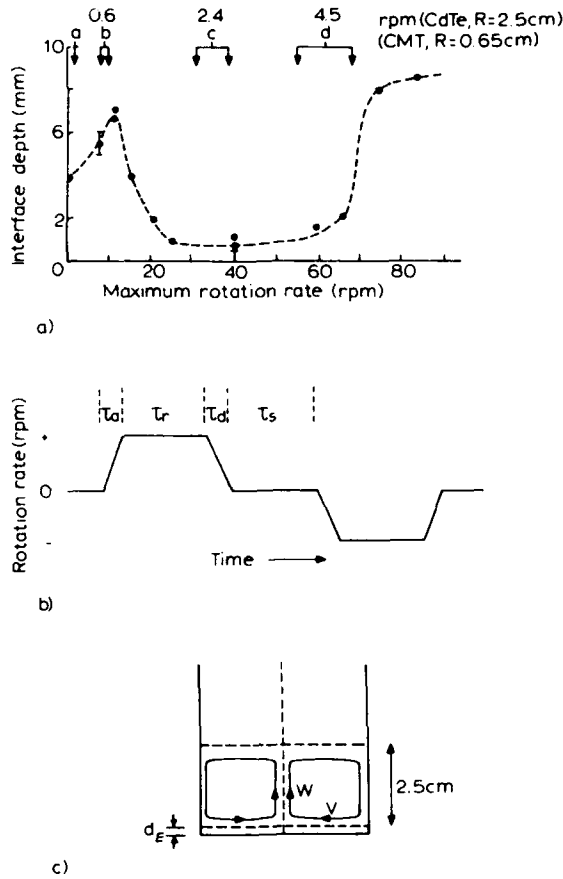 0.6 2.4 4.5 rpm (CdTe, R=2.5cm)
a b c d (CMT, R=0.65cm)
Interface depth (mm)
10
6
2
0
0 20 40 60 80
Maximum rotation rate (rpm)
a)
τa τr τd τs
Rotation rate (rpm)
+
0
-
Time
b)
W
V
2.5cm
dE
c)